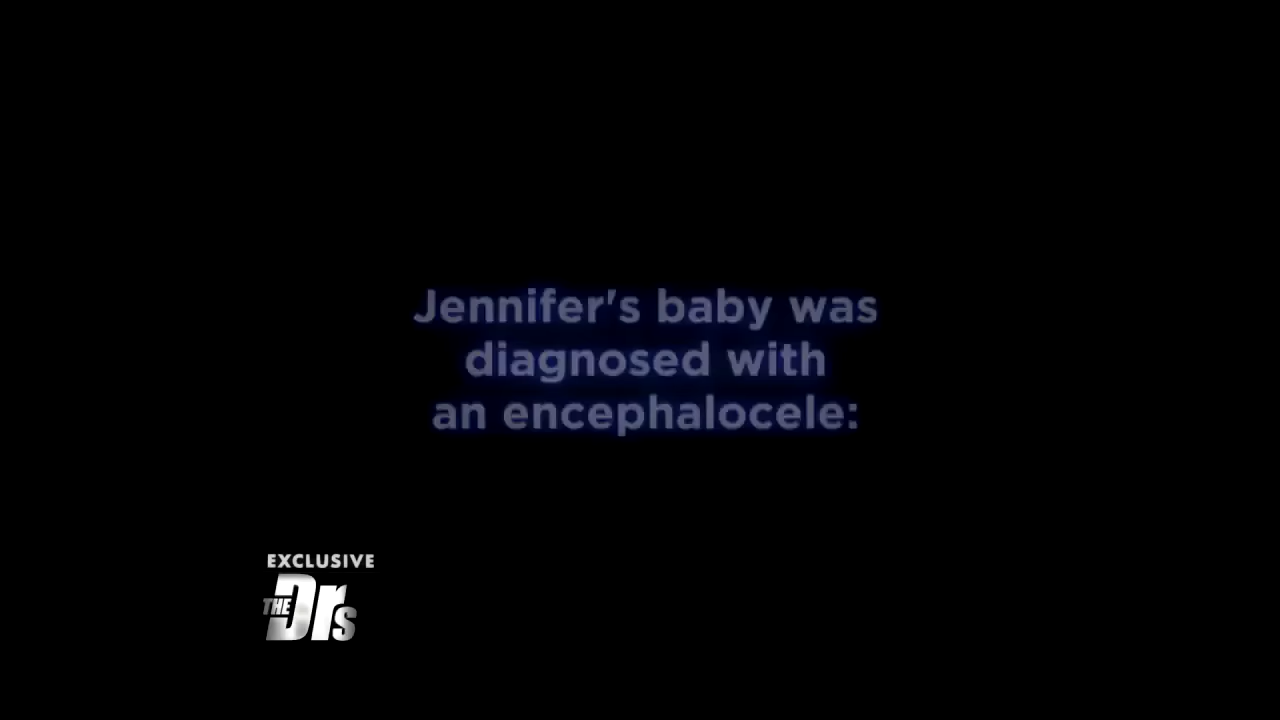 Jennifer's baby was
diagnosed with
an encephalocele:
EXCLUSIVE
THE Drs